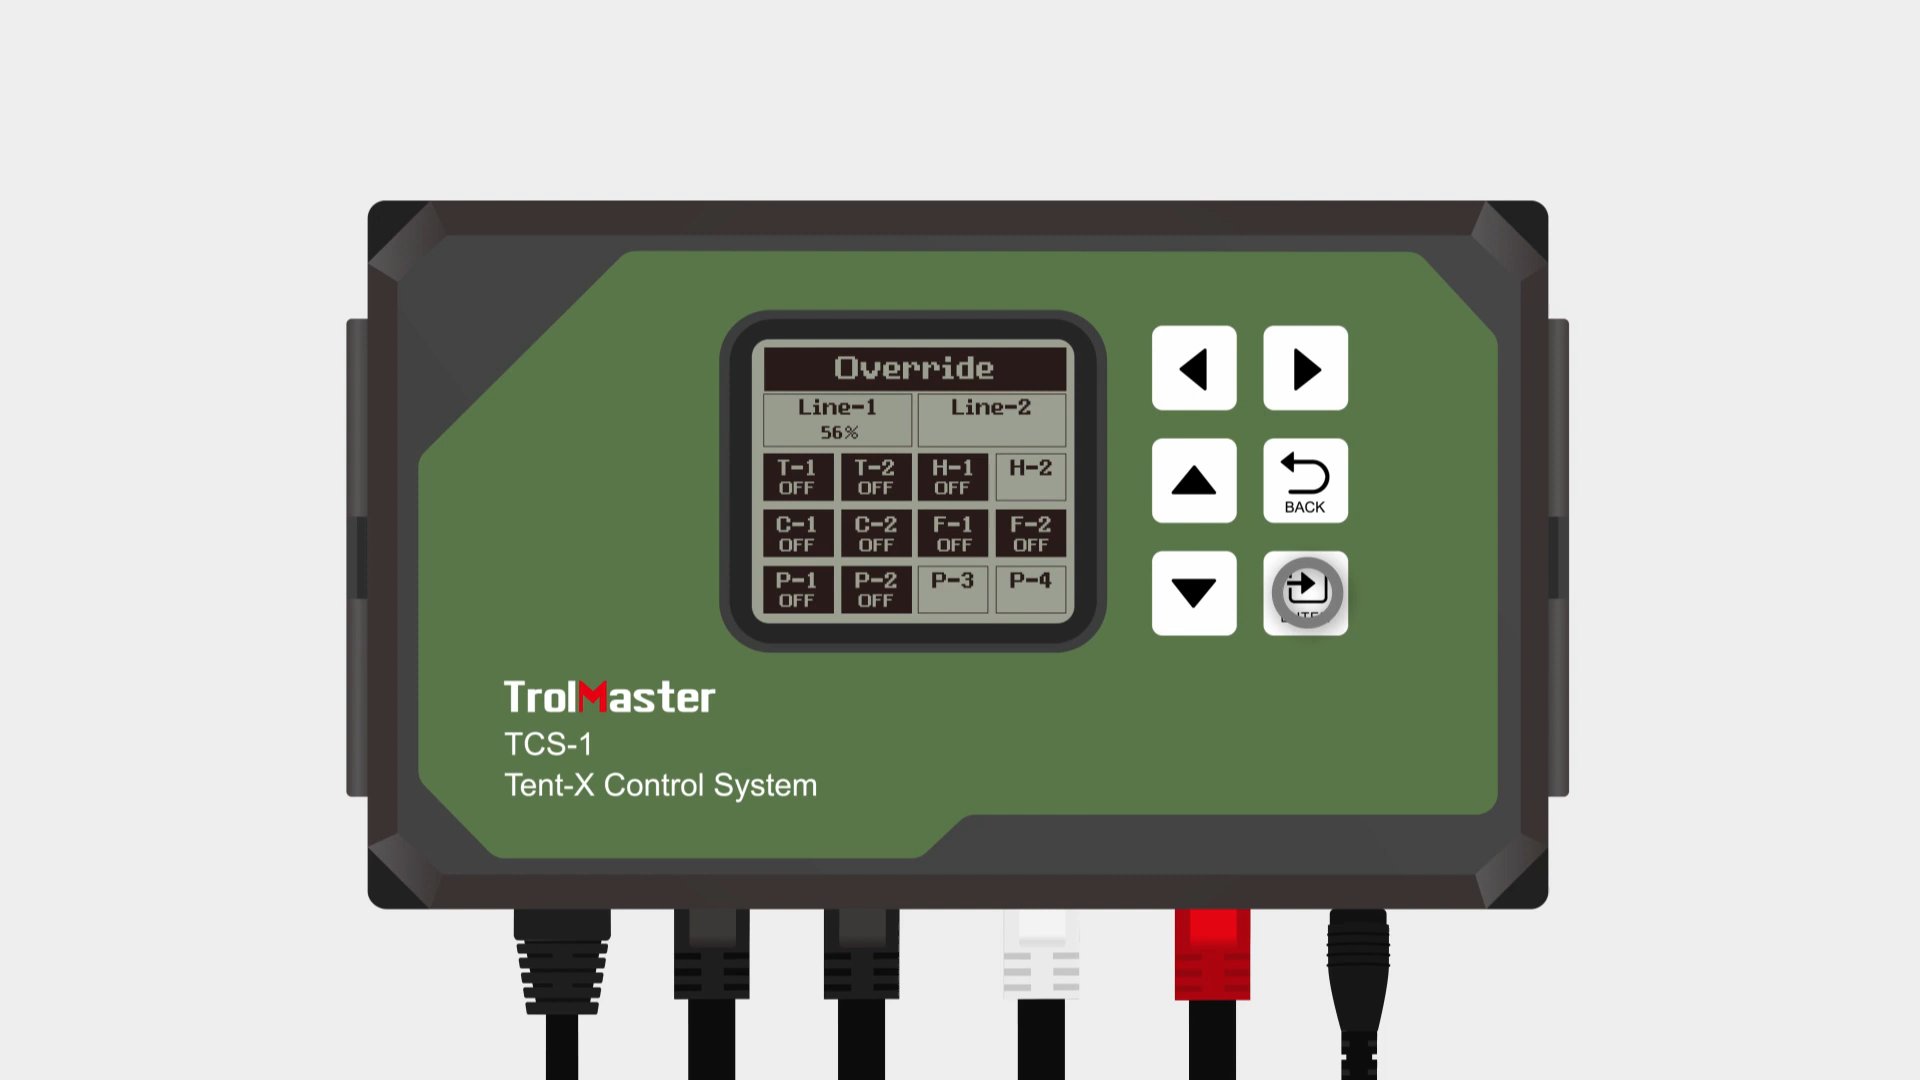 Override
Line-1 Line-2
56%
T-1 T-2 H-1 H-2
OFF OFF OFF
C-1 C-2 F-1 F-2
OFF OFF OFF OFF
P-1 P-2 P-3 P-4
OFF OFF
BACK
TrolMaster
TCS-1
Tent-X Control System